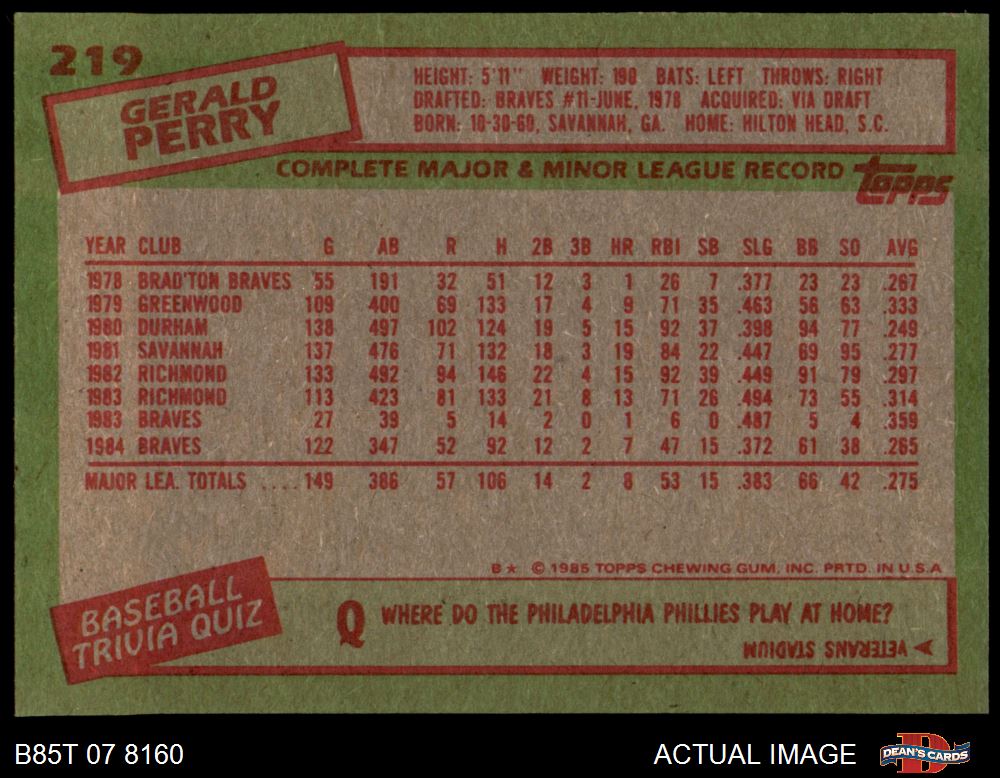 219
GERALD
PERRY
HEIGHT: 5'11" WEIGHT: 190 BATS: LEFT THROWS: RIGHT
DRAFTED: BRAVES #11-JUNE, 1978 ACQUIRED: VIA DRAFT
BORN: 10-30-60, SAVANNAH, GA. HOME: HILTON HEAD, S.C.
COMPLETE MAJOR & MINOR LEAGUE RECORD topps
YEAR CLUB G AB R H 2B 3B HR RBI SB SLG BB SO AVG
1978 BRAD'TON BRAVES 55 191 32 51 12 3 1 26 7 .377 23 23 .267
1979 GREENWOOD 109 400 69 133 17 4 9 71 35 .463 56 63 .333
1980 DURHAM 138 497 102 124 19 5 15 92 37 .398 94 77 .249
1981 SAVANNAH 137 476 71 132 18 3 19 84 22 .447 69 95 .277
1982 RICHMOND 133 492 94 146 22 4 15 92 39 .449 91 79 .297
1983 RICHMOND 113 423 81 133 21 8 13 71 26 .494 73 55 .314
1983 BRAVES 27 39 5 14 2 0 1 6 0 .487 5 4 .359
1984 BRAVES 122 347 52 92 12 2 7 47 15 .372 61 38 .265
MAJOR LEA. TOTALS ....149 386 57 106 14 2 8 53 15 .383 66 42 .275
B★ © 1985 TOPPS CHEWING GUM, INC. PRTD. IN U.S.A
BASEBALL
TRIVIA QUIZ
Q WHERE DO THE PHILADELPHIA PHILLIES PLAY AT HOME?
A VETERANS STADIUM
B85T 07 8160 ACTUAL IMAGE DEAN'S CARDS